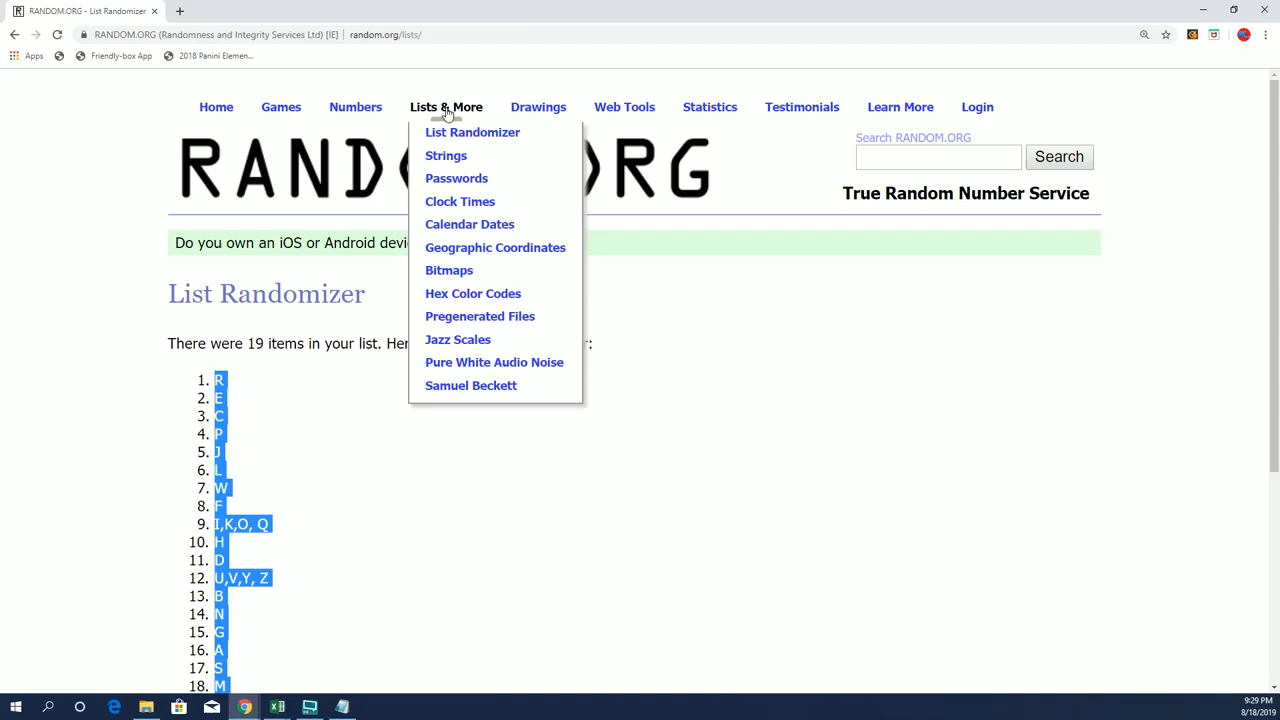 RANDOM.ORG - List Randomizer
RANDOM.ORG (Randomness and Integrity Services Ltd) [IE] | random.org/lists/
Apps
Friendly-box App
2018 Panini Elemen...
Home
Games
Numbers
Lists & More
Drawings
Web Tools
Statistics
Testimonials
Learn More
Login
List Randomizer
Strings
Passwords
Clock Times
Calendar Dates
Geographic Coordinates
Bitmaps
Hex Color Codes
Pregenerated Files
Jazz Scales
Pure White Audio Noise
Samuel Beckett
RAND
RG
Search RANDOM.ORG
Search
True Random Number Service
Do you own an iOS or Android devi
List Randomizer
There were 19 items in your list. Her
r:
1. R
2. E
3. C
4. P
5. J
6. L
7. W
8. F
9. I,K,O, Q
10. H
11. D
12. U,V,Y, Z
13. B
14. N
15. G
16. A
17. S
18. M
9:29 PM
8/18/2019